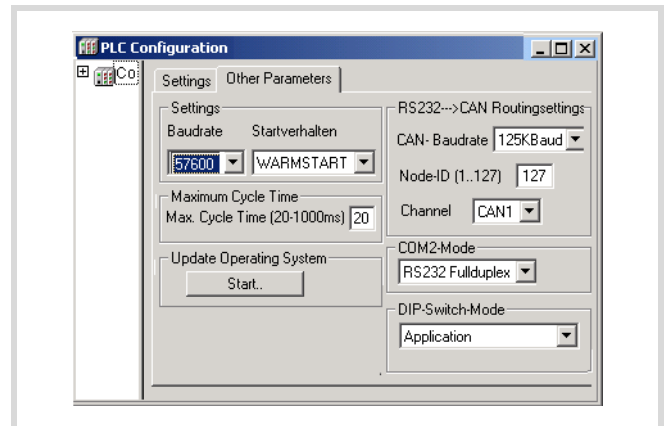 PLC Configuration
Co
Settings
Other Parameters
Settings
Baudrate
Startverhalten
57600
WARMSTART
Maximum Cycle Time
Max. Cycle Time (20-1000ms) 20
Update Operating System
Start..
RS232--->CAN Routingsettings
CAN- Baudrate 125KBaud
Node-ID (1..127) 127
Channel CAN1
COM2-Mode
RS232 Fullduplex
DIP-Switch-Mode
Application